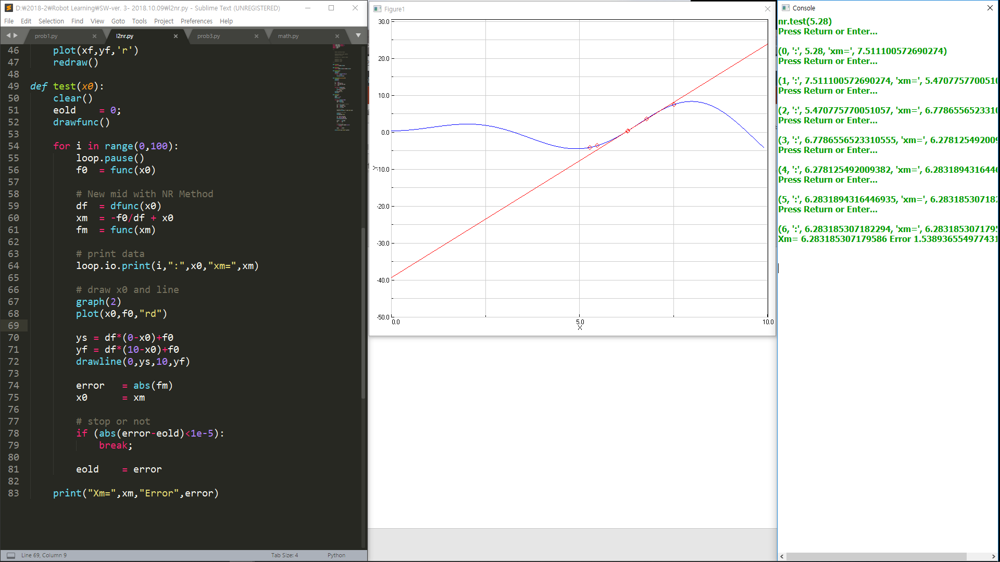 D:\2018-2\Robot Learning\SW-ver. 3- 2018.10.09\l2nr.py - Sublime Text (UNREGISTERED)
File Edit Selection Find View Goto Tools Project Preferences Help
prob1.py × l2nr.py × prob3.py × math.py ×
46 plot(xf,yf,'r')
47 redraw()
48
49 def test(x0):
50 clear()
51 eold = 0;
52 drawfunc()
53
54 for i in range(0,100):
55 loop.pause()
56 f0 = func(x0)
57
58 # New mid with NR Method
59 df = dfunc(x0)
60 xm = -f0/df + x0
61 fm = func(xm)
62
63 # print data
64 loop.io.print(i,":",x0,"xm=",xm)
65
66 # draw x0 and line
67 graph(2)
68 plot(x0,f0,"rd")
69
70 ys = df*(0-x0)+f0
71 yf = df*(10-x0)+f0
72 drawline(0,ys,10,yf)
73
74 error = abs(fm)
75 x0 = xm
76
77 # stop or not
78 if (abs(error-eold)<1e-5):
79 break;
80
81 eold = error
82
83 print("Xm=",xm,"Error",error)
Line 69, Column 9 Tab Size: 4 Python
Figure1
30.0
20.0
10.0
0.0
Y
-10.0
-20.0
-30.0
-40.0
-50.0
0.0 5.0 10.0
X
Console
nr.test(5.28)
Press Return or Enter...
(0, ':', 5.28, 'xm=', 7.511100572690274)
Press Return or Enter...
(1, ':', 7.511100572690274, 'xm=', 5.4707757700510
Press Return or Enter...
(2, ':', 5.470775770051057, 'xm=', 6.7786556523310
Press Return or Enter...
(3, ':', 6.7786556523310555, 'xm=', 6.278125492009
Press Return or Enter...
(4, ':', 6.278125492009382, 'xm=', 6.2831894316446
Press Return or Enter...
(5, ':', 6.2831894316446935, 'xm=', 6.283185307182
Press Return or Enter...
(6, ':', 6.283185307182294, 'xm=', 6.2831853071795
Xm= 6.283185307179586 Error 1.538936554977431